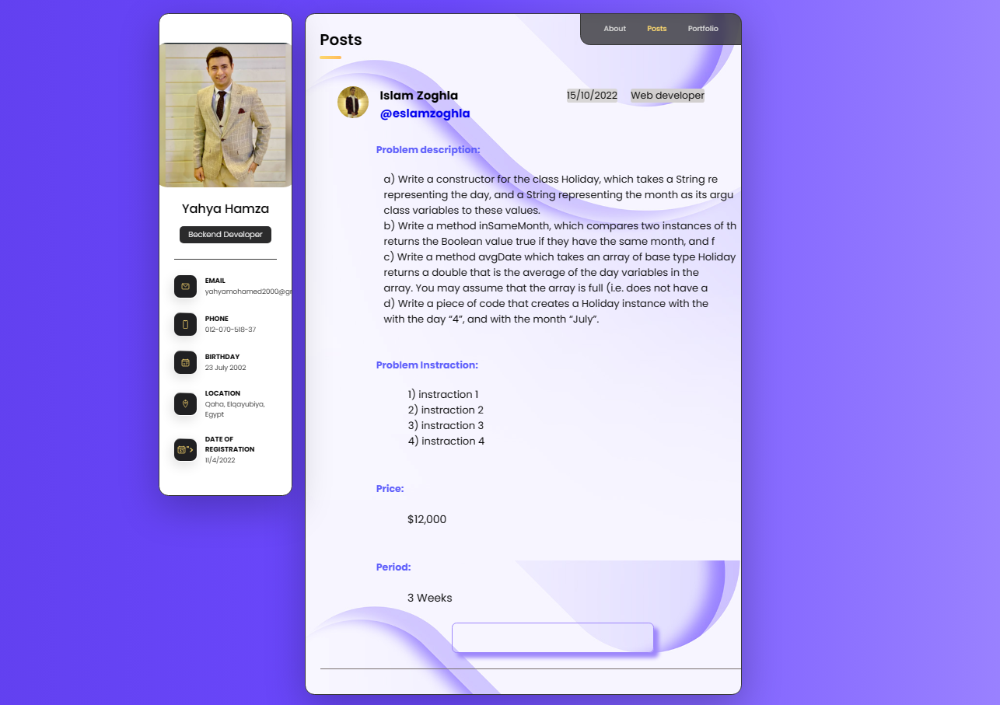 Yahya Hamza
Beckend Developer
EMAIL
yahyamohamed2000@gr
PHONE
012-070-518-37
BIRTHDAY
23 July 2002
LOCATION
Qaha, Elqayubiya,
Egypt
DATE OF
REGISTRATION
11/4/2022
About Posts Portfolio
Posts
Islam Zoghla 15/10/2022 Web developer
@eslamzoghla
Problem description:
a) Write a constructor for the class Holiday, which takes a String re
representing the day, and a String representing the month as its argu
class variables to these values.
b) Write a method inSameMonth, which compares two instances of th
returns the Boolean value true if they have the same month, and f
c) Write a method avgDate which takes an array of base type Holiday
returns a double that is the average of the day variables in the
array. You may assume that the array is full (i.e. does not have a
d) Write a piece of code that creates a Holiday instance with the
with the day “4”, and with the month “July”.
Problem Instraction:
1) instraction 1
2) instraction 2
3) instraction 3
4) instraction 4
Price:
$12,000
Period:
3 Weeks